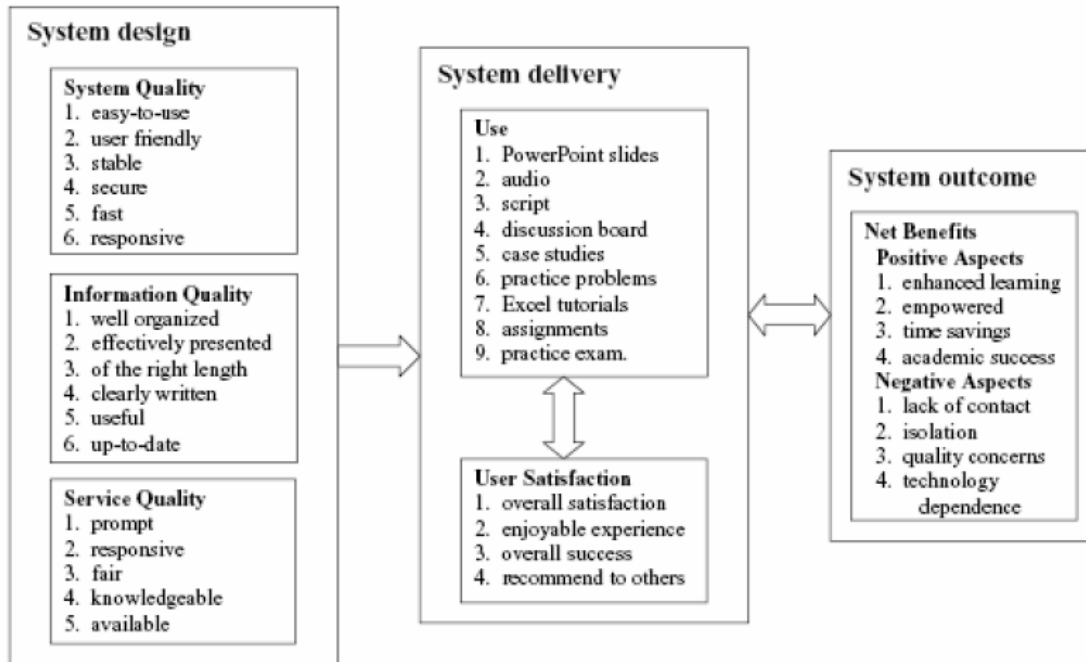 System design
System Quality
1. easy-to-use
2. user friendly
3. stable
4. secure
5. fast
6. responsive
Information Quality
1. well organized
2. effectively presented
3. of the right length
4. clearly written
5. useful
6. up-to-date
Service Quality
1. prompt
2. responsive
3. fair
4. knowledgeable
5. available
System delivery
Use
1. PowerPoint slides
2. audio
3. script
4. discussion board
5. case studies
6. practice problems
7. Excel tutorials
8. assignments
9. practice exam.
User Satisfaction
1. overall satisfaction
2. enjoyable experience
3. overall success
4. recommend to others
System outcome
Net Benefits
Positive Aspects
1. enhanced learning
2. empowered
3. time savings
4. academic success
Negative Aspects
1. lack of contact
2. isolation
3. quality concerns
4. technology
dependence